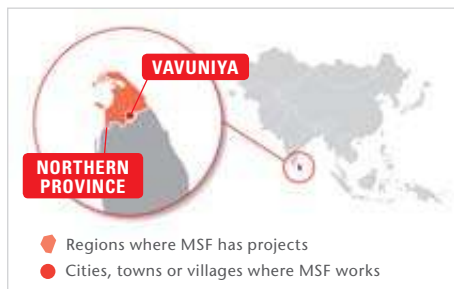 VAVUNIYA
NORTHERN
PROVINCE
Regions where MSF has projects
Cities, towns or villages where MSF works